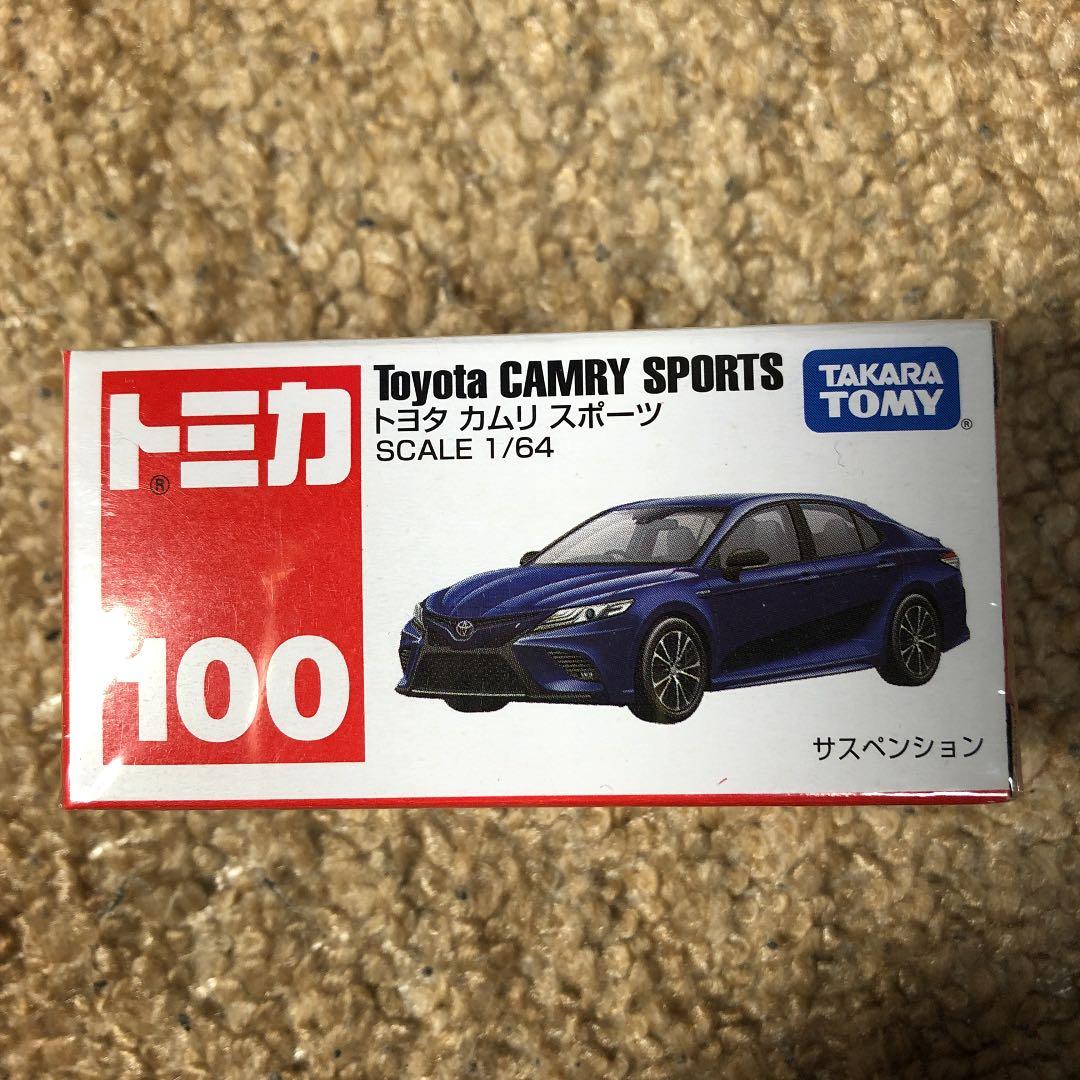 トミカ
®
100
Toyota CAMRY SPORTS
トヨタ カムリ スポーツ
SCALE 1/64
TAKARA
TOMY
®
サスペンション